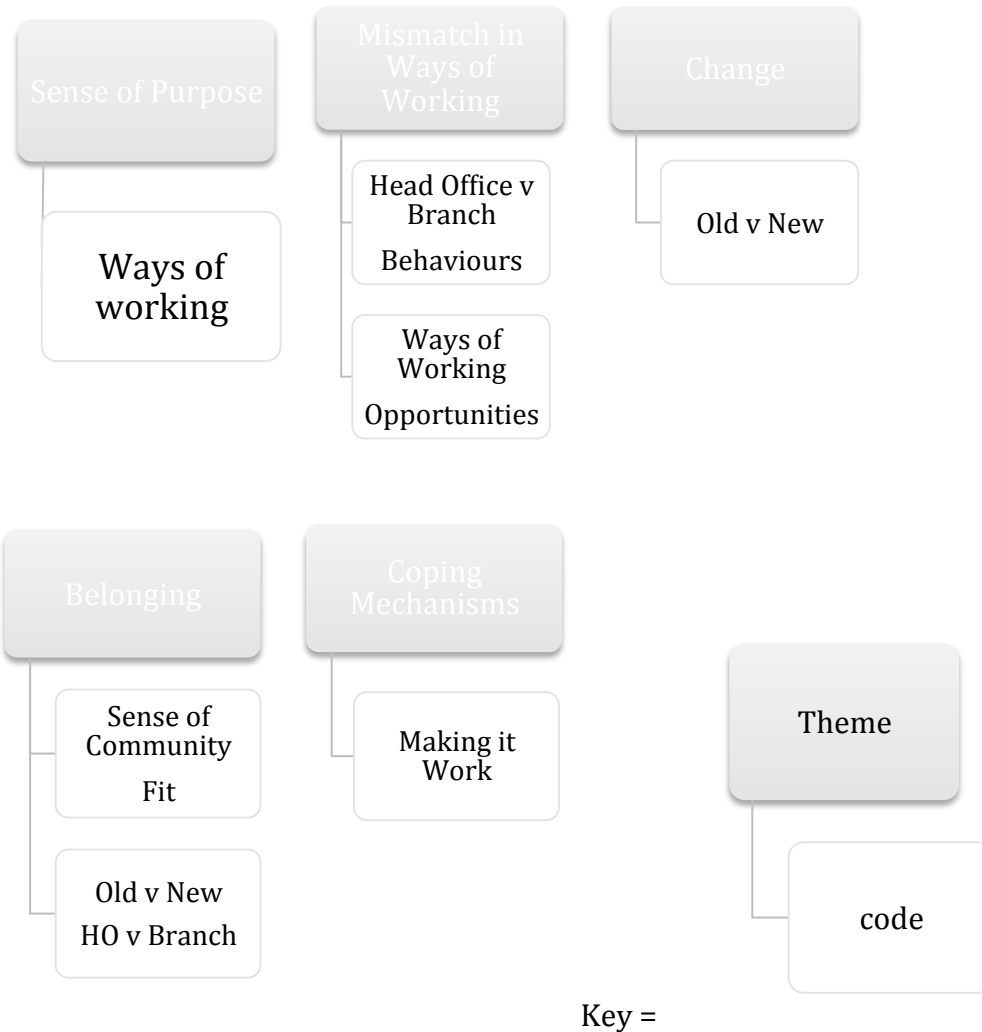 Sense of Purpose
Ways of
working
Mismatch in
Ways of
Working
Head Office v
Branch
Behaviours
Ways of
Working
Opportunities
Change
Old v New
Belonging
Sense of
Community
Fit
Old v New
HO v Branch
Coping
Mechanisms
Making it
Work
Theme
code
Key =